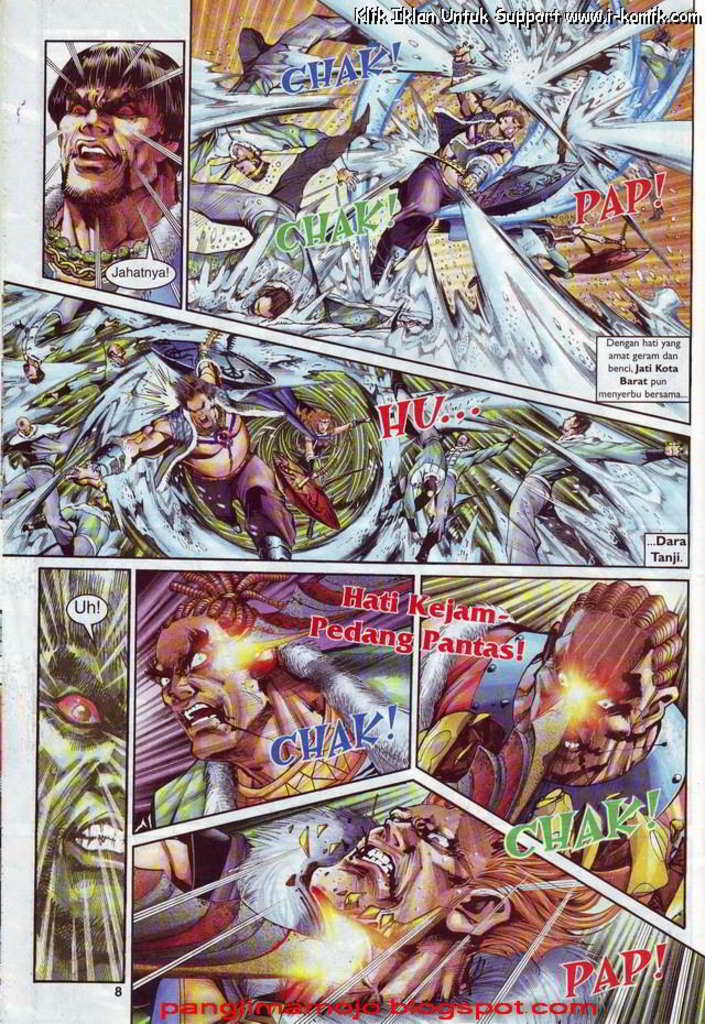 Klik Iklan Untuk Support www.i-komik.com
Jahatnya!
CHAK!
CHAK!
PAP!
Dengan hati yang
amat geram dan
benci, Jati Kota
Barat pun
menyerbu bersama...
HU...
...Dara
Tanji.
Uh!
Hati Kejam-
Pedang Pantas!
CHAK!
CHAK!
PAP!
8
panglimamojo.blogspot.com